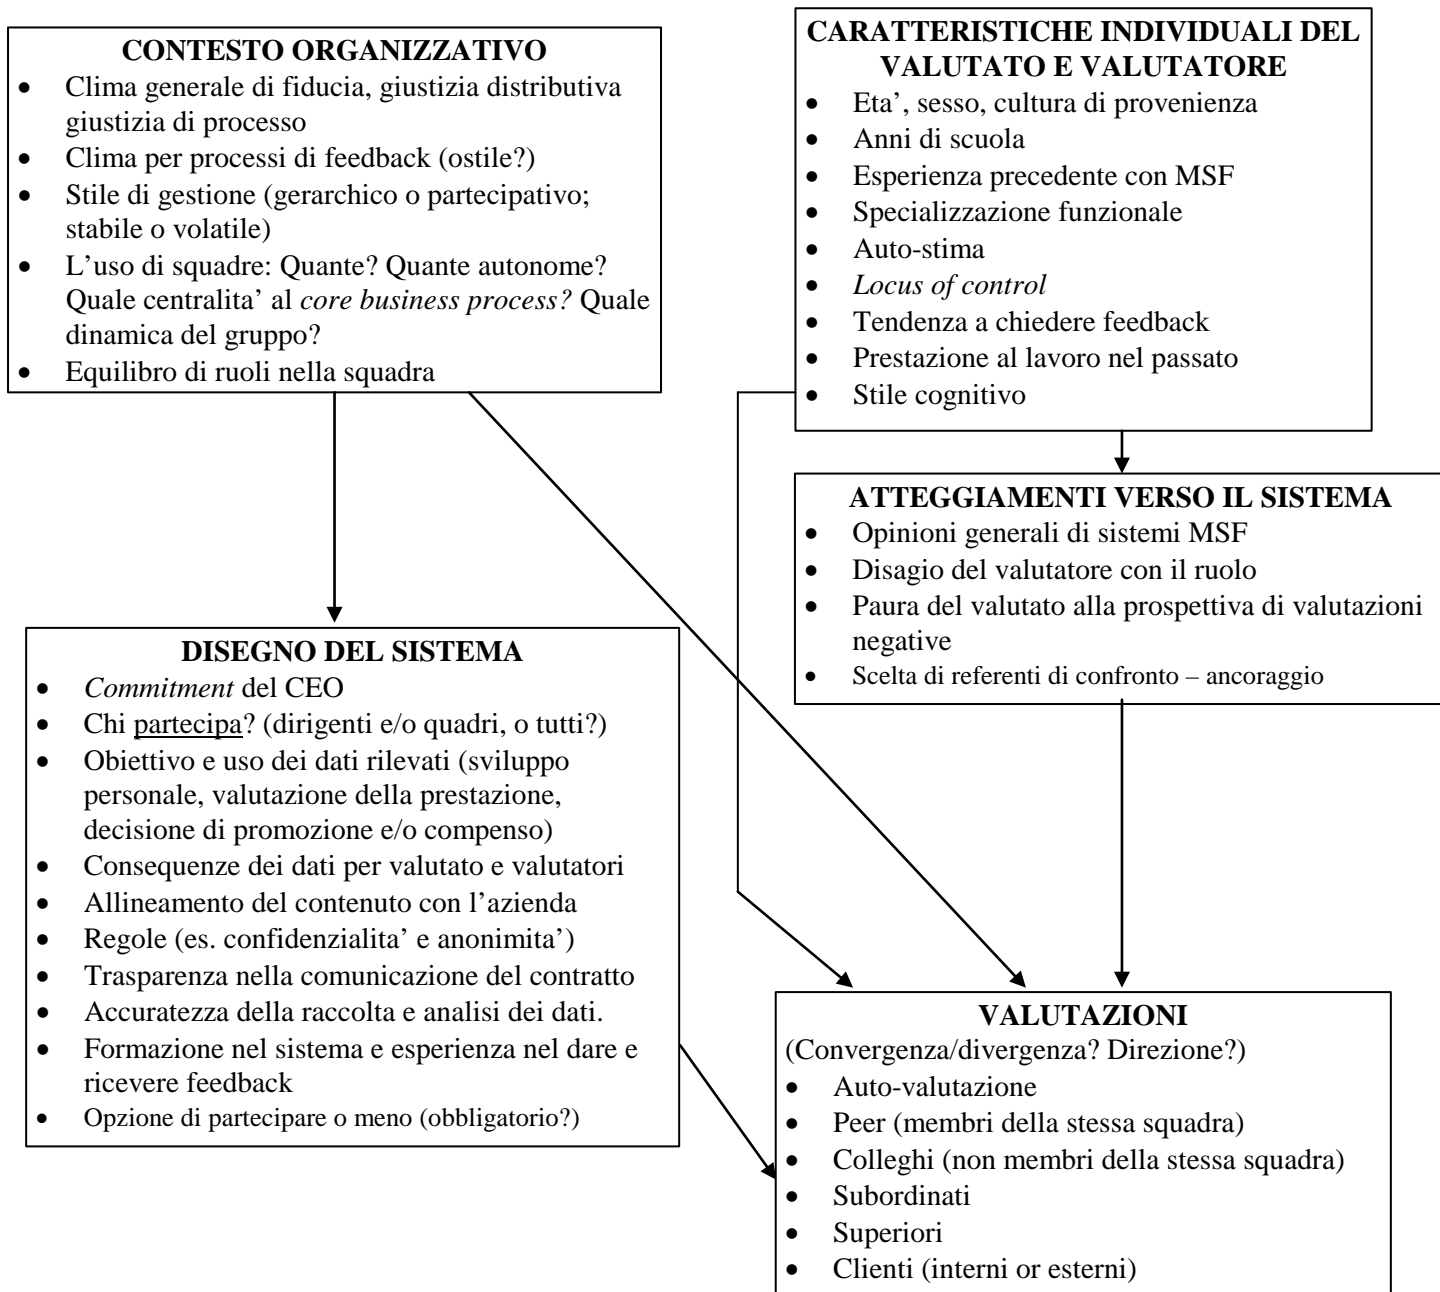 CONTESTO ORGANIZZATIVO
• Clima generale di fiducia, giustizia distributiva
giustizia di processo
• Clima per processi di feedback (ostile?)
• Stile di gestione (gerarchico o partecipativo;
stabile o volatile)
• L’uso di squadre: Quante? Quante autonome?
Quale centralita’ al core business process? Quale
dinamica del gruppo?
• Equilibro di ruoli nella squadra
CARATTERISTICHE INDIVIDUALI DEL
VALUTATO E VALUTATORE
• Eta’, sesso, cultura di provenienza
• Anni di scuola
• Esperienza precedente con MSF
• Specializzazione funzionale
• Auto-stima
• Locus of control
• Tendenza a chiedere feedback
• Prestazione al lavoro nel passato
• Stile cognitivo
ATTEGGIAMENTI VERSO IL SISTEMA
• Opinioni generali di sistemi MSF
• Disagio del valutatore con il ruolo
• Paura del valutato alla prospettiva di valutazioni
negative
• Scelta di referenti di confronto – ancoraggio
DISEGNO DEL SISTEMA
• Commitment del CEO
• Chi partecipa? (dirigenti e/o quadri, o tutti?)
• Obiettivo e uso dei dati rilevati (sviluppo
personale, valutazione della prestazione,
decisione di promozione e/o compenso)
• Consequenze dei dati per valutato e valutatori
• Allineamento del contenuto con l’azienda
• Regole (es. confidenzialita’ e anonimita’)
• Trasparenza nella comunicazione del contratto
• Accuratezza della raccolta e analisi dei dati.
• Formazione nel sistema e esperienza nel dare e
ricevere feedback
• Opzione di partecipare o meno (obbligatorio?)
VALUTAZIONI
(Convergenza/divergenza? Direzione?)
• Auto-valutazione
• Peer (membri della stessa squadra)
• Colleghi (non membri della stessa squadra)
• Subordinati
• Superiori
• Clienti (interni or esterni)